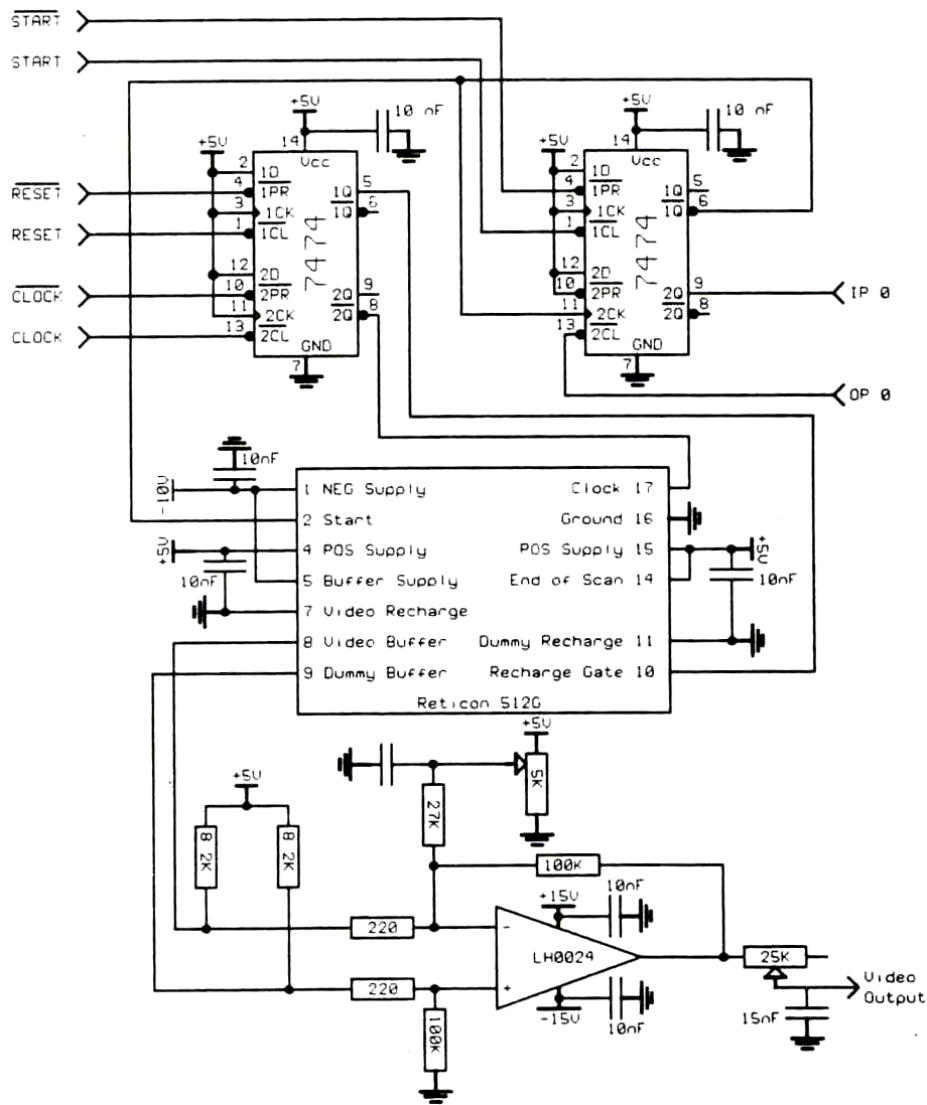 START
START
+5V
10 nF
+5V
10 nF
14
Vcc
14
Vcc
+5V
+5V
RESET
RESET
CLOCK
CLOCK
2 1D
4 1PR
3 1CK
1 1CL
12 2D
10 2PR
11 2CK
13 2CL
1Q 5
1Q 6
2Q 9
2Q 8
7474
GND
7
2 1D
4 1PR
3 1CK
1 1CL
12 2D
10 2PR
11 2CK
13 2CL
1Q 5
1Q 6
2Q 9
2Q 8
7474
GND
7
IP 0
OP 0
10nF
-10V
+5V
10nF
1 NEG Supply
2 Start
4 POS Supply
5 Buffer Supply
7 Video Recharge
8 Video Buffer
9 Dummy Buffer
Clock 17
Ground 16
POS Supply 15
End of Scan 14
Dummy Recharge 11
Recharge Gate 10
Reticon 512G
+5V
10nF
+5V
5K
27K
+5V
8 2K
8 2K
100K
220
220
100K
+15V
10nF
-
LH0024
+
-15V
10nF
25K
Video
Output
15nF